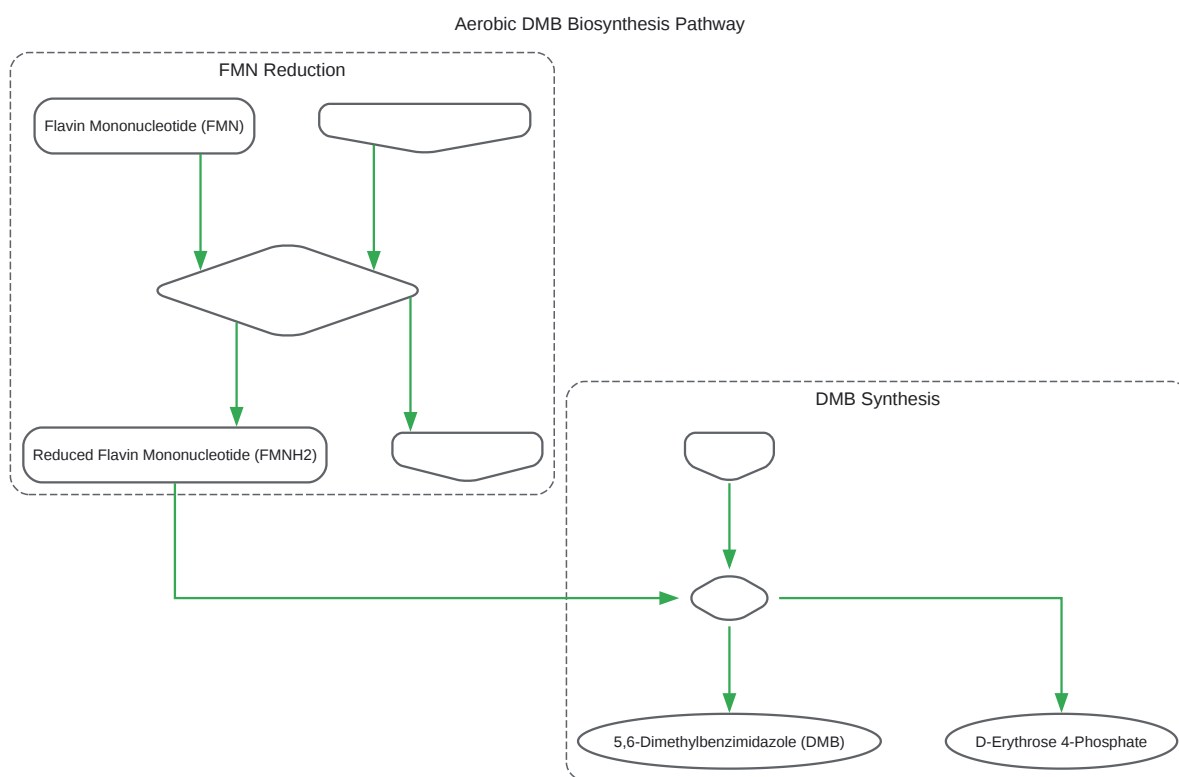 Aerobic DMB Biosynthesis Pathway
FMN Reduction
Flavin Mononucleotide (FMN)
Reduced Flavin Mononucleotide (FMNH2)
DMB Synthesis
5,6-Dimethylbenzimidazole (DMB)
D-Erythrose 4-Phosphate